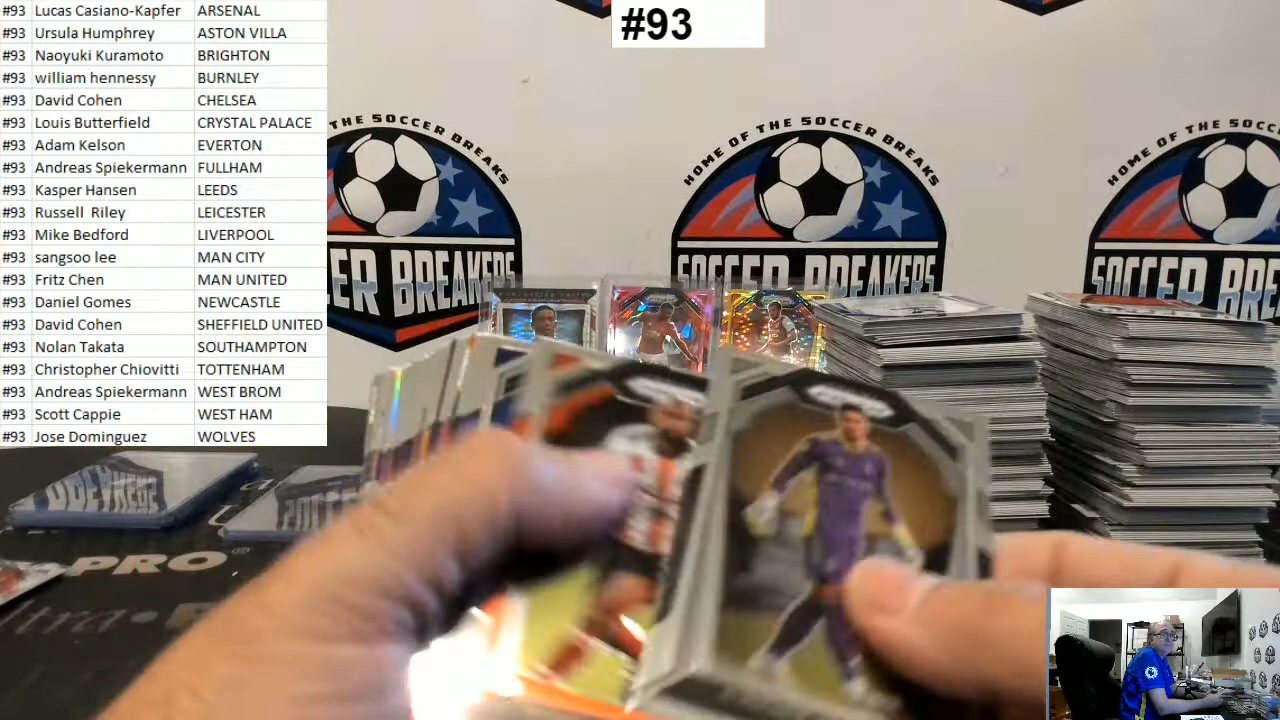 #93 Lucas Casiano-Kapfer ARSENAL
#93 Ursula Humphrey ASTON VILLA
#93 Naoyuki Kuramoto BRIGHTON
#93 william hennessy BURNLEY
#93 David Cohen CHELSEA
#93 Louis Butterfield CRYSTAL PALACE
#93 Adam Kelson EVERTON
#93 Andreas Spiekermann FULLHAM
#93 Kasper Hansen LEEDS
#93 Russell Riley LEICESTER
#93 Mike Bedford LIVERPOOL
#93 sangsoo lee MAN CITY
#93 Fritz Chen MAN UNITED
#93 Daniel Gomes NEWCASTLE
#93 David Cohen SHEFFIELD UNITED
#93 Nolan Takata SOUTHAMPTON
#93 Christopher Chiovitti TOTTENHAM
#93 Andreas Spiekermann WEST BROM
#93 Scott Cappie WEST HAM
#93 Jose Dominguez WOLVES
#93
THE SOCCER BREAKS
ER BREAKERS
HOME OF THE SOCCER BREAKS
SOCCER BREAKERS
HOME OF THE SOCC
SOCCER BREAKERS
PRO